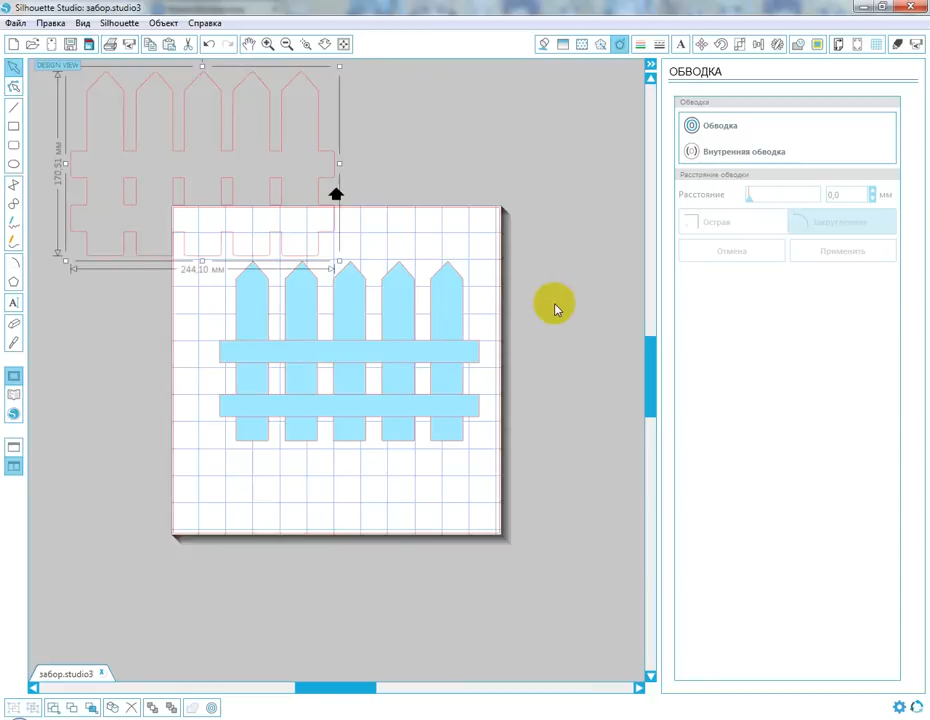 Silhouette Studio: забор.studio3
Файл Правка Вид Silhouette Объект Справка
DESIGN VIEW
170,51 мм
244,10 мм
забор.studio3 x
ОБВОДКА
Обводка
Обводка
Внутренняя обводка
Расстояние обводки
Расстояние 0,0 мм
Острая Закругленные
Отмена Применить